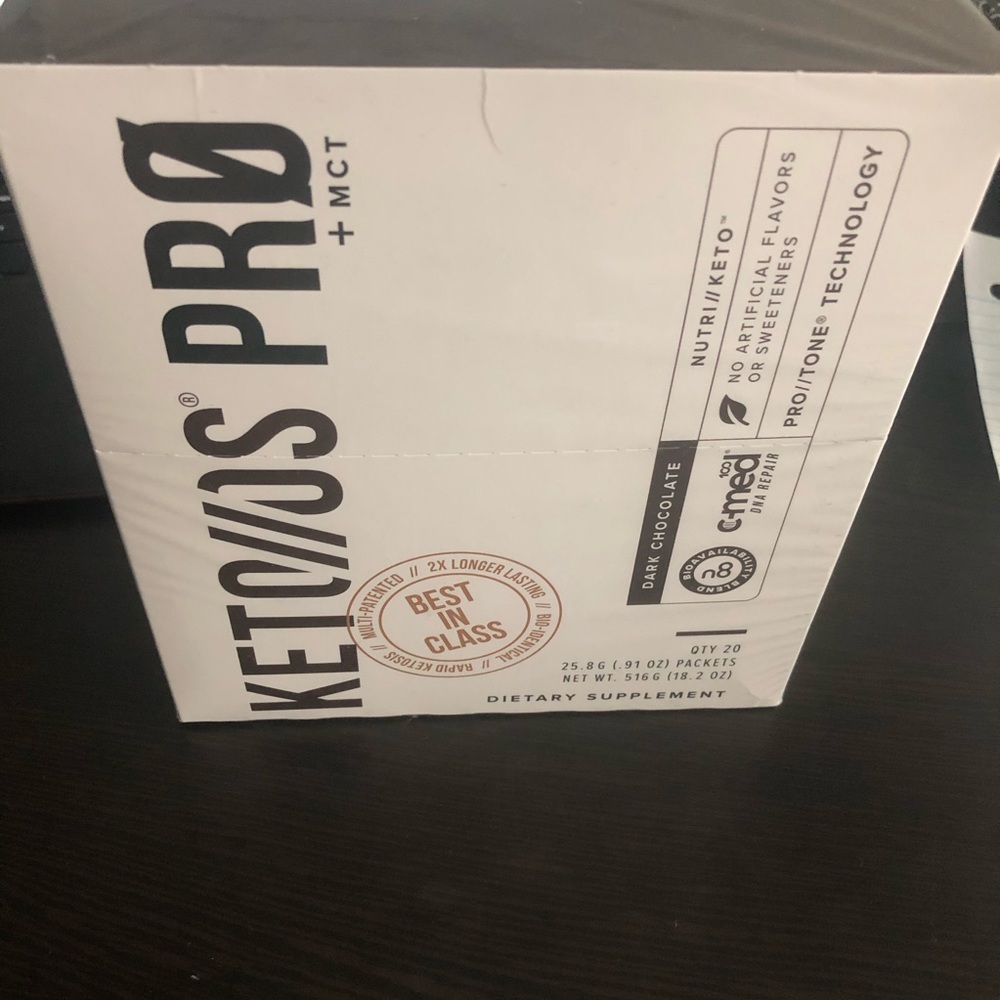 KETO//OS® PRØ
+ MCT
MULTI-PATENTED // 2X LONGER LASTING // BIO-IDENTICAL // RAPID KETOSIS //
BEST
IN
CLASS
DARK CHOCOLATE
NUTRI//KETO™
n8
BIOAVAILABILITY BLEND
c-med 100®
DNA REPAIR
NO ARTIFICIAL FLAVORS
OR SWEETENERS
PRO//TONE® TECHNOLOGY
QTY 20
25.8G (.91 OZ) PACKETS
NET WT. 516G (18.2 OZ)
DIETARY SUPPLEMENT